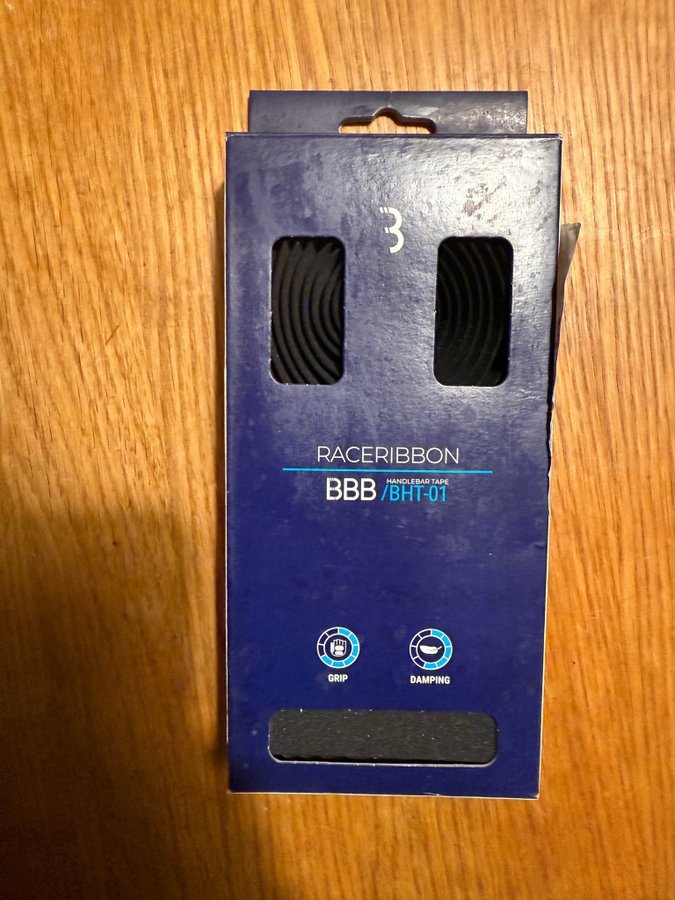 RACERIBBON
HANDLEBAR TAPE
BBB /BHT-01
GRIP
DAMPING